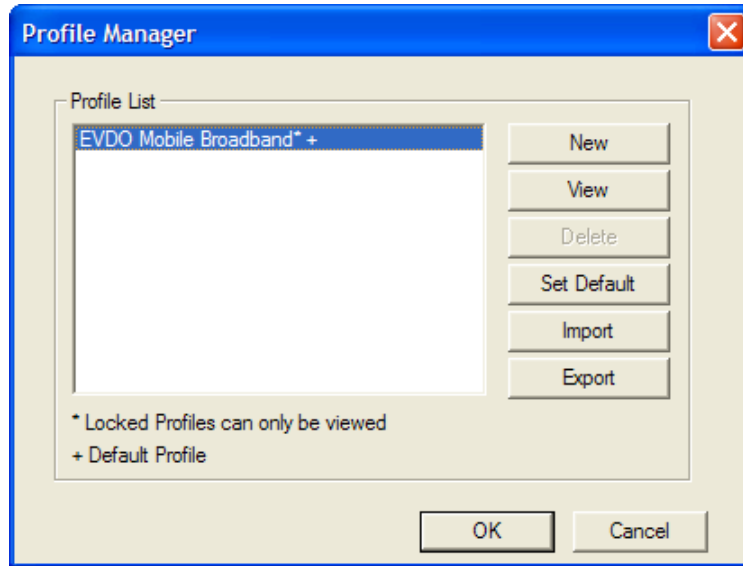 Profile Manager
Profile List
EVDO Mobile Broadband* +
New
View
Delete
Set Default
Import
Export
* Locked Profiles can only be viewed
+ Default Profile
OK
Cancel